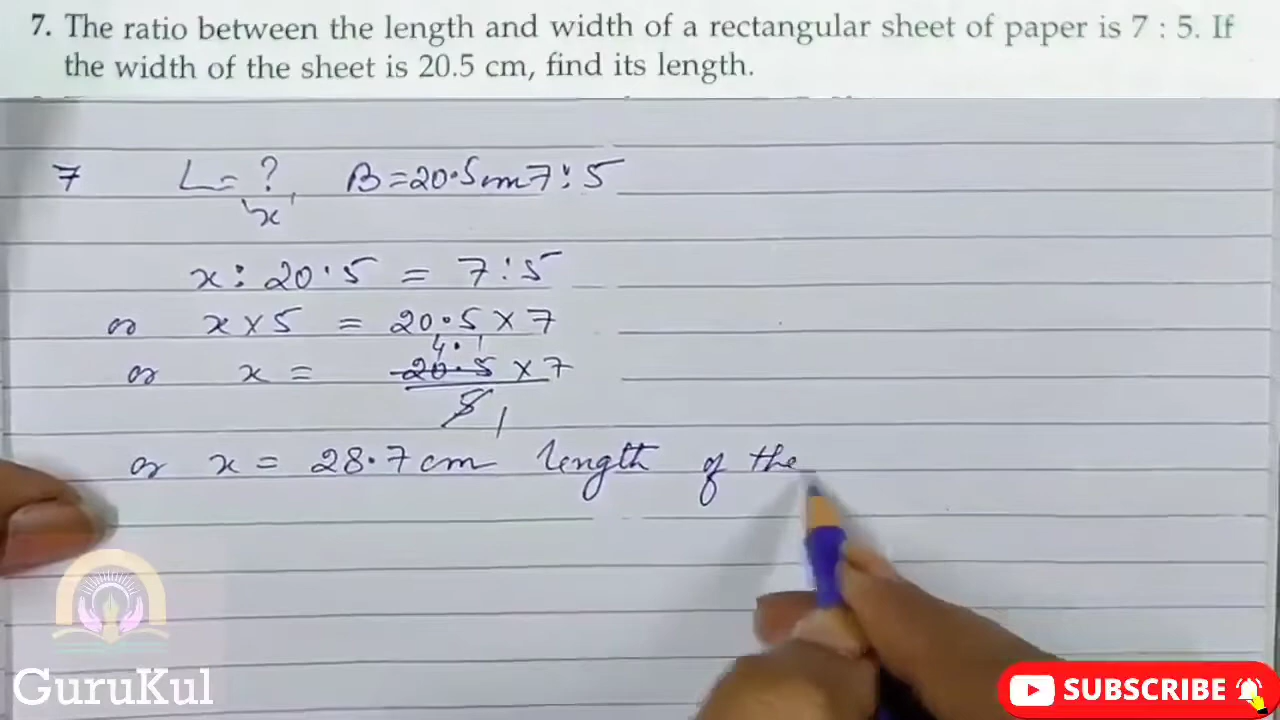 7. The ratio between the length and width of a rectangular sheet of paper is 7 : 5. If
the width of the sheet is 20.5 cm, find its length.
7 L = ? B = 20.5cm 7:5
x
x : 20.5 = 7:5
or x × 5 = 20.5 × 7
4.1
or x = 20.5 × 7
5 1
or x = 28.7 cm length of the
GuruKul
SUBSCRIBE